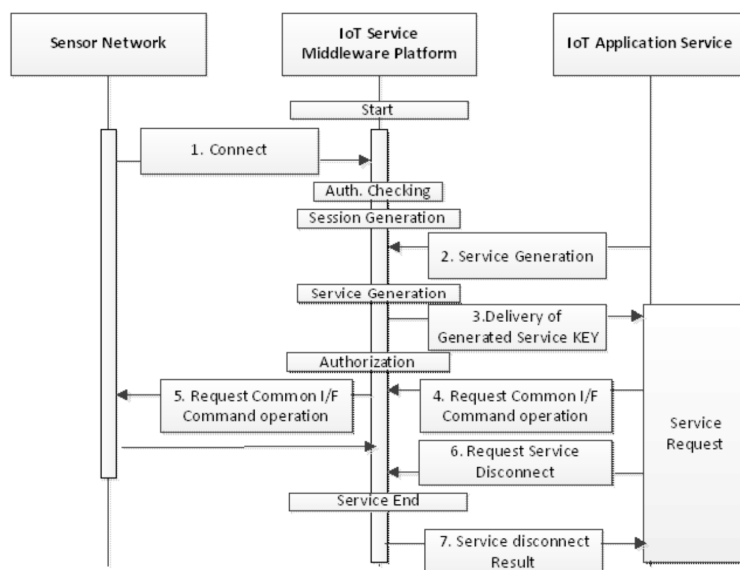 Sensor Network
IoT Service
Middleware Platform
IoT Application Service
Start
1. Connect
Auth. Checking
Session Generation
2. Service Generation
Service Generation
3.Delivery of
Generated Service KEY
Authorization
5. Request Common I/F
Command operation
4. Request Common I/F
Command operation
Service
Request
6. Request Service
Disconnect
Service End
7. Service disconnect
Result